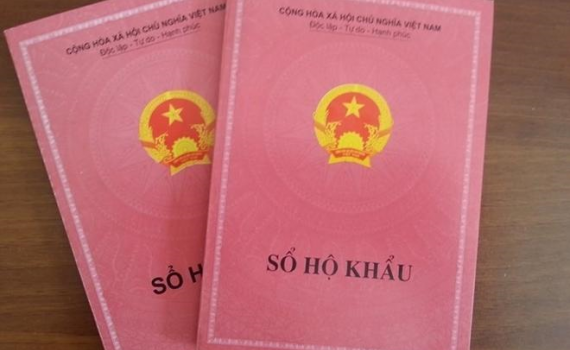 CỘNG HÒA XÃ HỘI CHỦ NGHĨA VIỆT NAM
Độc lập - Tự do - Hạnh phúc
SỔ H
CỘNG HÒA XÃ HỘI CHỦ NGHĨA VIỆT NAM
Độc lập - Tự do - Hạnh phúc
SỔ HỘ KHẨU